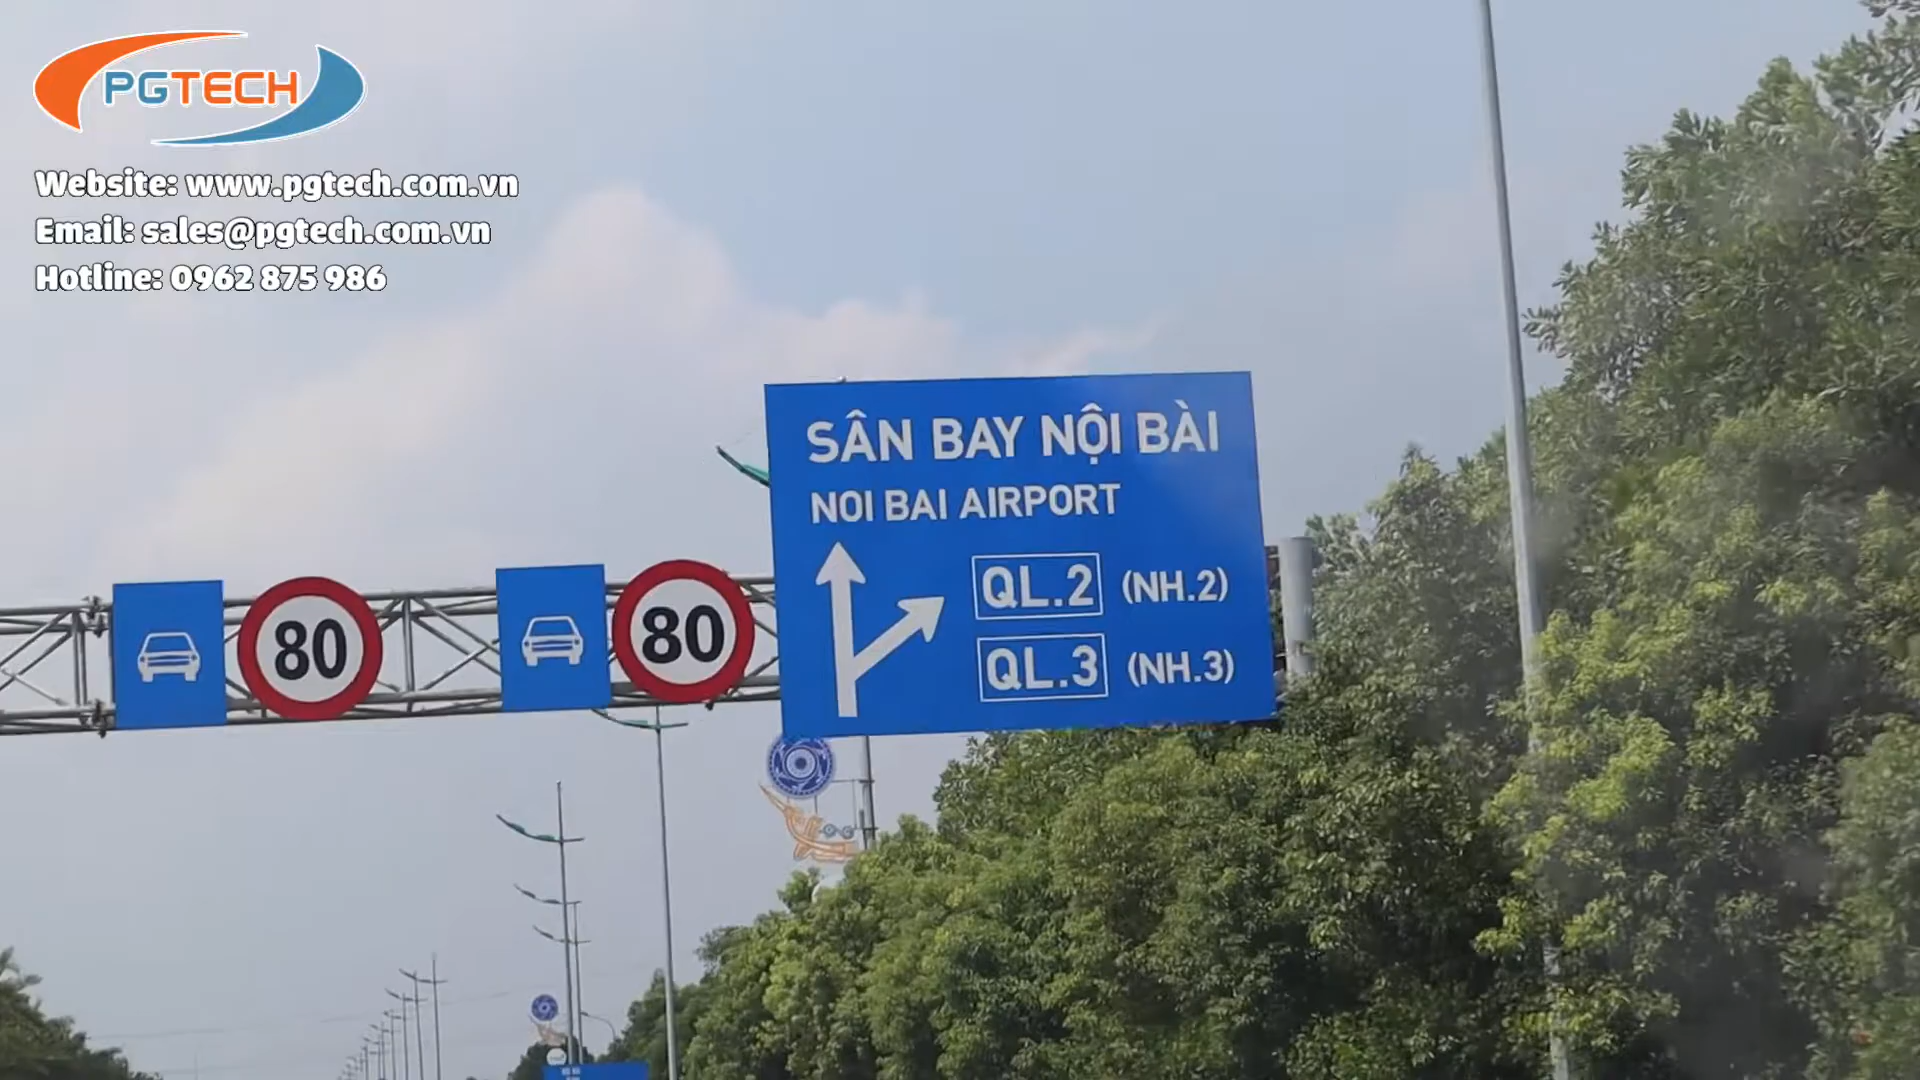 PGTECH
Website: www.pgtech.com.vn
Email: sales@pgtech.com.vn
Hotline: 0962 875 986
SÂN BAY NỘI BÀI
NOI BAI AIRPORT
QL.2 (NH.2)
QL.3 (NH.3)
80
80